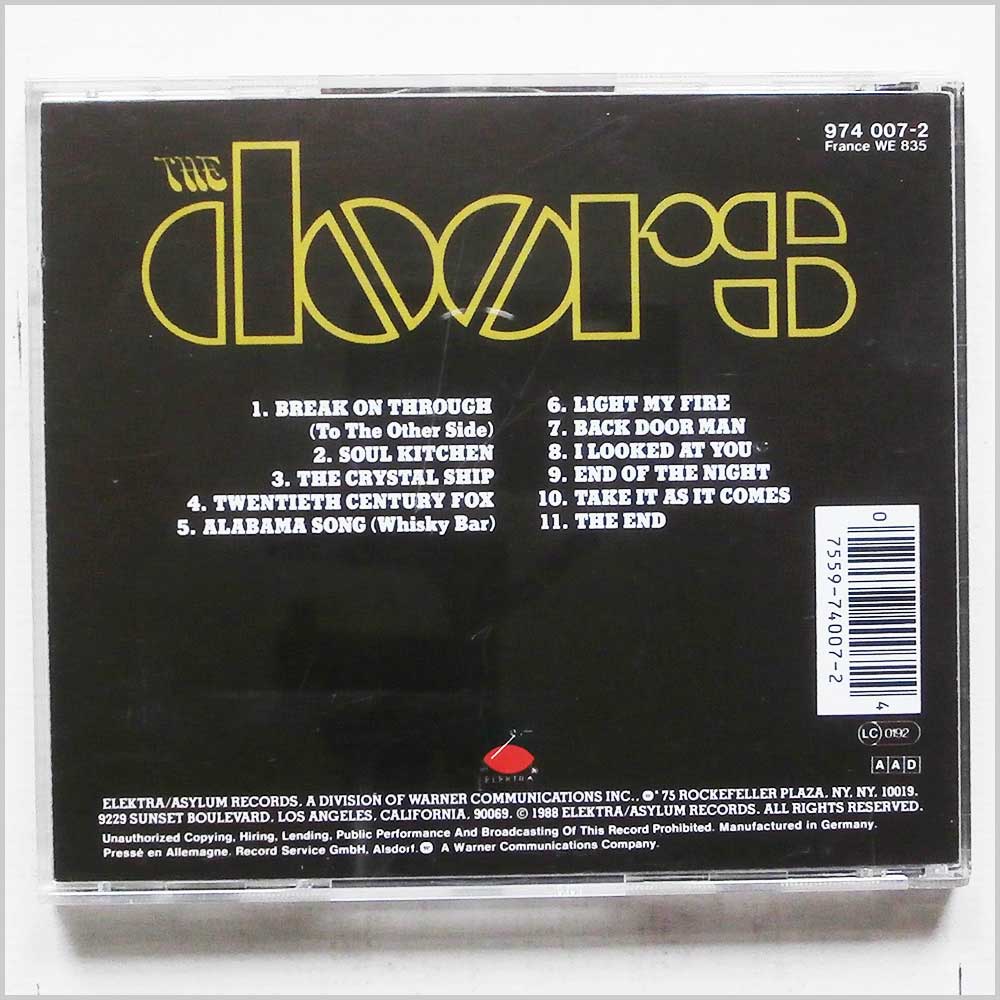 974 007-2
France WE 835
THE
doors
1. BREAK ON THROUGH
(To The Other Side)
2. SOUL KITCHEN
3. THE CRYSTAL SHIP
4. TWENTIETH CENTURY FOX
5. ALABAMA SONG (Whisky Bar)
6. LIGHT MY FIRE
7. BACK DOOR MAN
8. I LOOKED AT YOU
9. END OF THE NIGHT
10. TAKE IT AS IT COMES
11. THE END
0 7559-74007-2 4
LC 0192
AAD
ELEKTRA
ELEKTRA/ASYLUM RECORDS. A DIVISION OF WARNER COMMUNICATIONS INC., 75 ROCKEFELLER PLAZA. NY. NY. 10019.
9229 SUNSET BOULEVARD, LOS ANGELES, CALIFORNIA, 90069. © 1988 ELEKTRA/ASYLUM RECORDS. ALL RIGHTS RESERVED.
Unauthorized Copying, Hiring, Lending, Public Performance And Broadcasting Of This Record Prohibited. Manufactured in Germany.
Pressé en Allemagne. Record Service GmbH, Alsdorf. A Warner Communications Company.